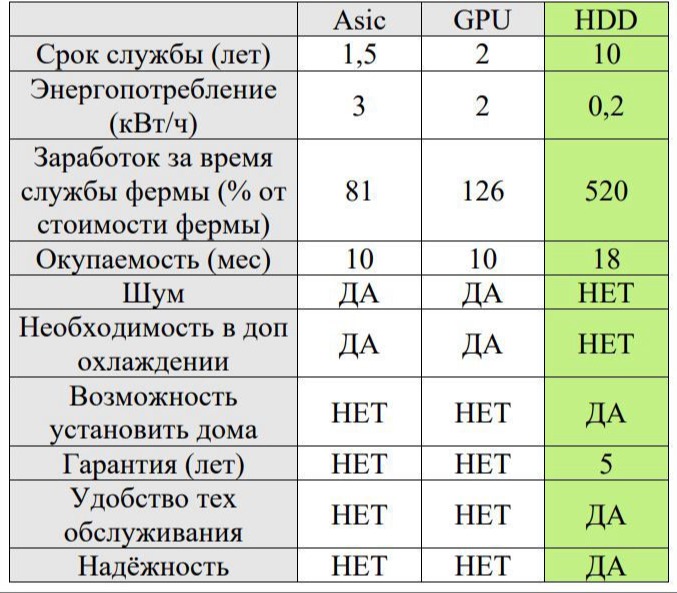 Asic GPU HDD
Срок службы (лет) 1,5 2 10
Энергопотребление
(кВт/ч) 3 2 0,2
Заработок за время
службы фермы (% от
стоимости фермы) 81 126 520
Окупаемость (мес) 10 10 18
Шум ДА ДА НЕТ
Необходимость в доп
охлаждении ДА ДА НЕТ
Возможность
установить дома НЕТ НЕТ ДА
Гарантия (лет) НЕТ НЕТ 5
Удобство тех
обслуживания НЕТ НЕТ ДА
Надёжность НЕТ НЕТ ДА